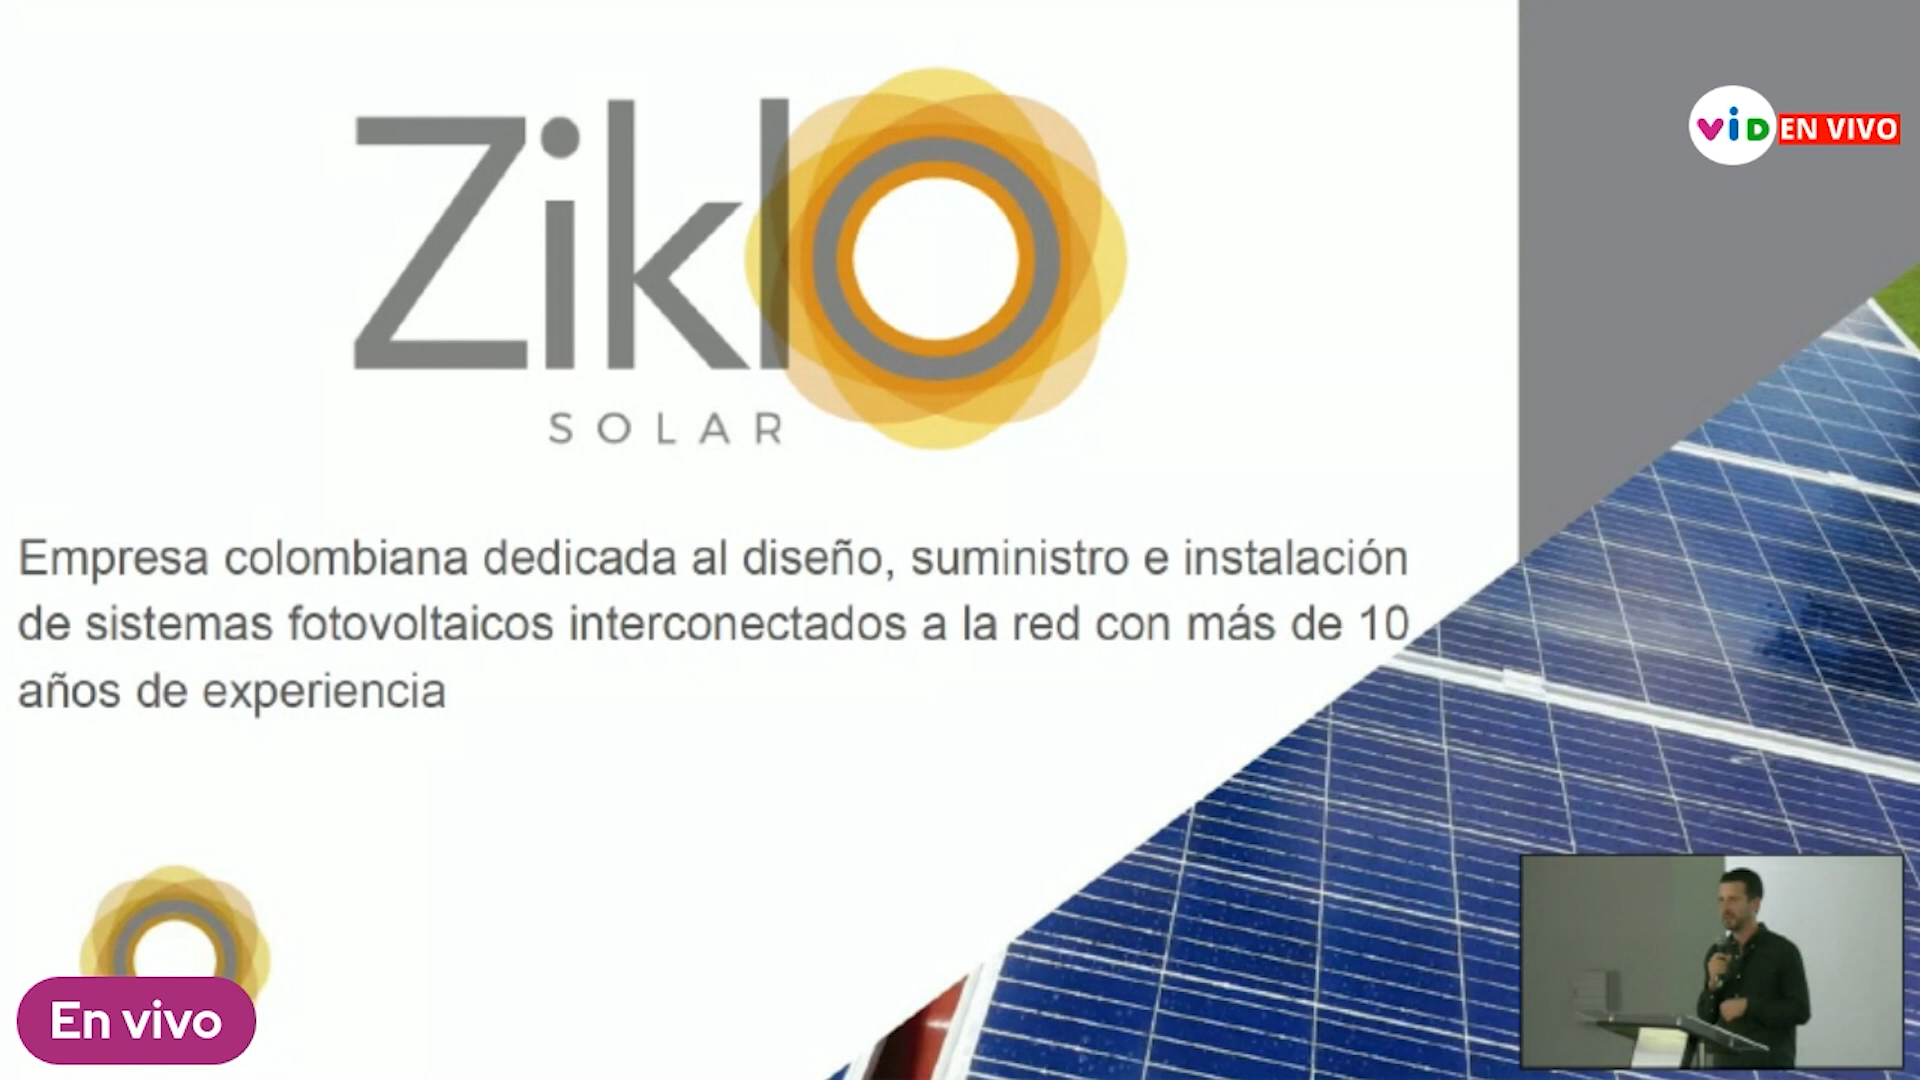 Ziklo
SOLAR
ViD EN VIVO
Empresa colombiana dedicada al diseño, suministro e instalación
de sistemas fotovoltaicos interconectados a la red con más de 10
años de experiencia
En vivo